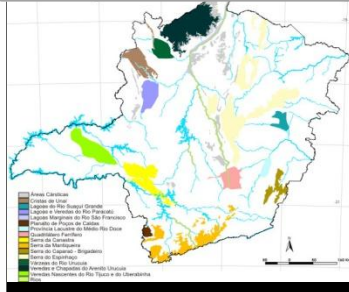 Áreas Cársticas
Cristas de Unaí
Lagoas do Rio Guaçuí Grande
Lagoas e Veredas do Rio Paracatu
Lagoas Marginais do Rio São Francisco
Planalto de Poços de Caldas
Província Lacustre do Médio Rio Doce
Quadrilátero Ferrífero
Serra da Canastra
Serra da Mantiqueira
Serra do Caparaó - Brigadeiro
Serra do Espinhaço
Várzeas do Rio Urucuia
Veredas e Chapadas do Arenito Urucuia
Veredas Nascentes do Rio Tijuco e do Uberabinha
Rios